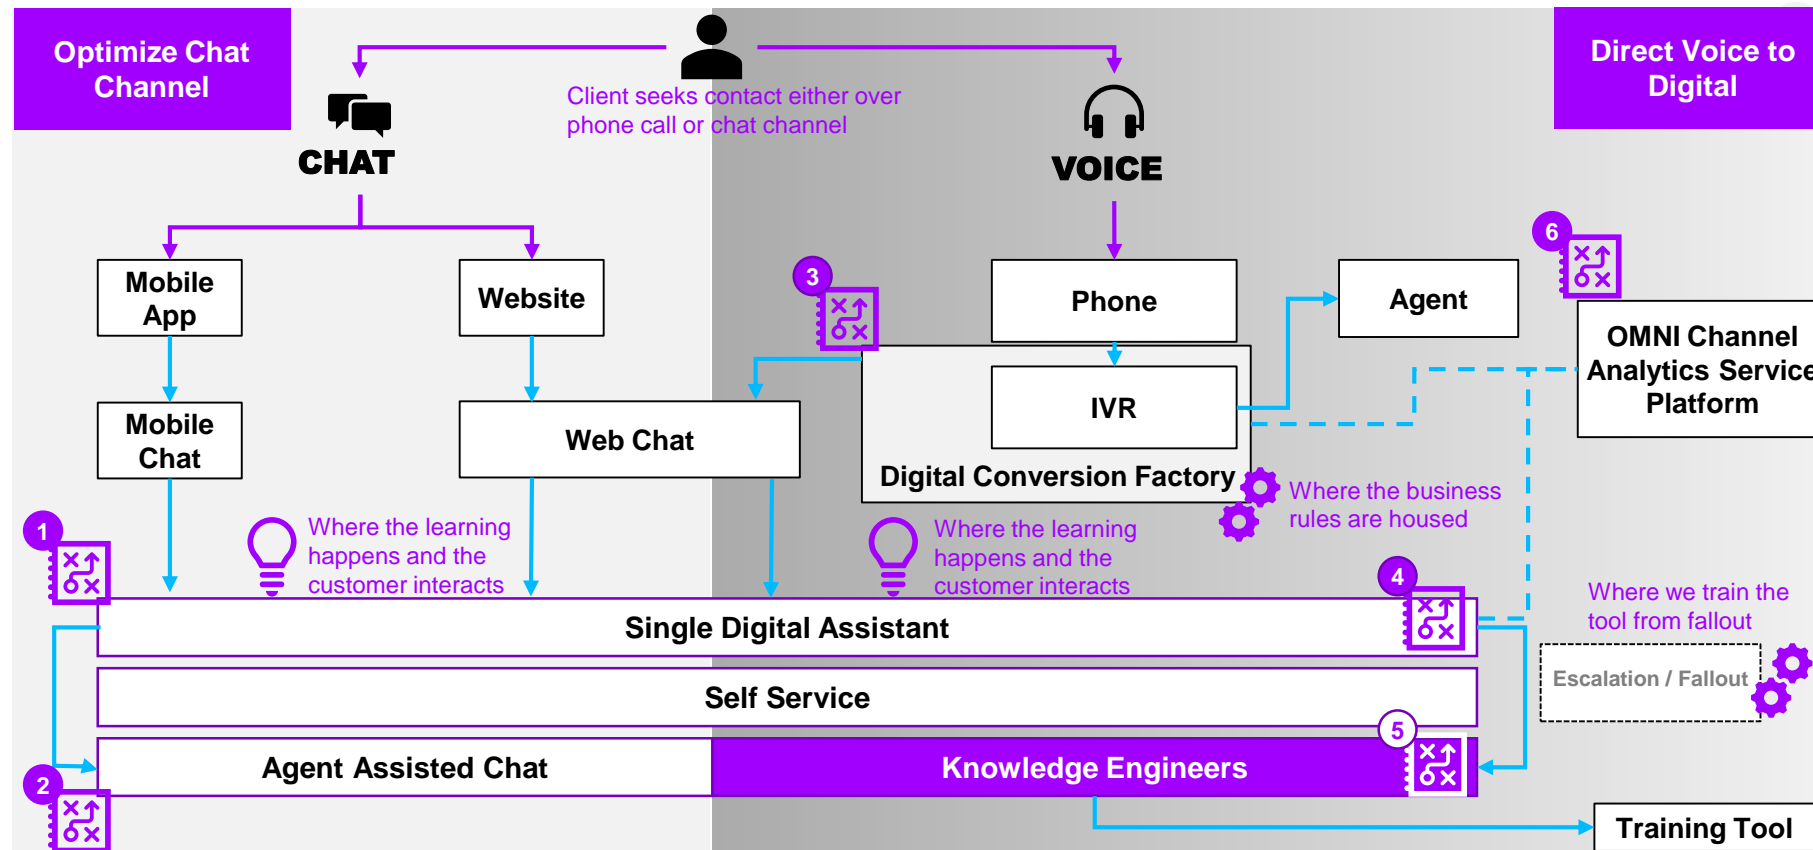 Optimize Chat
Channel
Direct Voice to
Digital
Client seeks contact either over
phone call or chat channel
CHAT
VOICE
Mobile
App
Website
3
Phone
Agent
6
OMNI Channel
Analytics Service
Platform
Mobile
Chat
Web Chat
IVR
Digital Conversion Factory
Where the business
rules are housed
1
Where the learning
happens and the
customer interacts
Where the learning
happens and the
customer interacts
4
Where we train the
tool from fallout
Single Digital Assistant
Escalation / Fallout
Self Service
5
Agent Assisted Chat
Knowledge Engineers
2
Training Tool